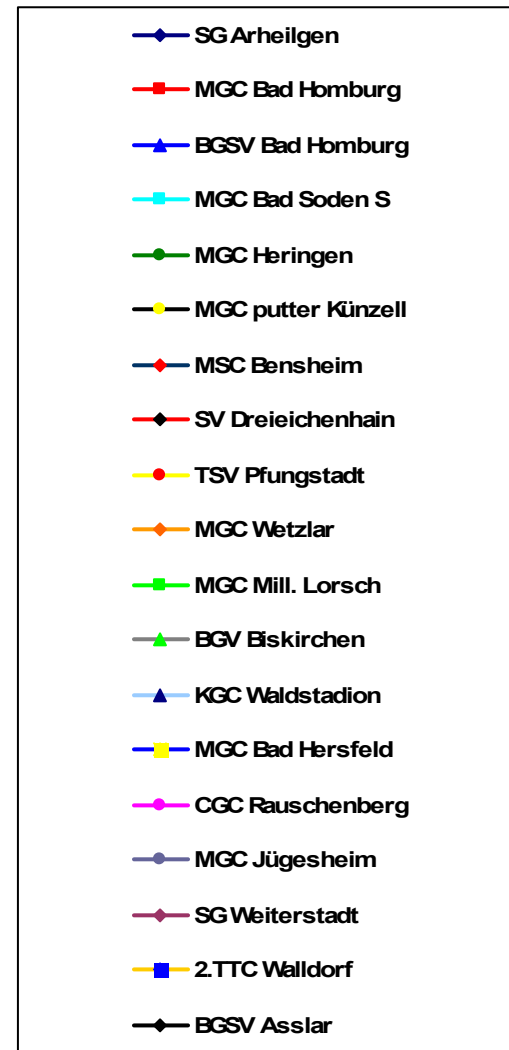 SG Arheilgen
MGC Bad Homburg
BGSV Bad Homburg
MGC Bad Soden S
MGC Heringen
MGC putter Künzell
MSC Bensheim
SV Dreieichenhain
TSV Pfungstadt
MGC Wetzlar
MGC Mill. Lorsch
BGV Biskirchen
KGC Waldstadion
MGC Bad Hersfeld
CGC Rauschenberg
MGC Jügesheim
SG Weiterstadt
2.TTC Walldorf
BGSV Asslar